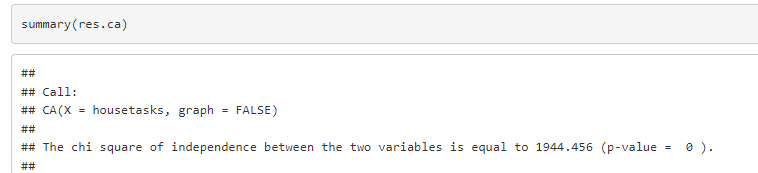 summary(res.ca)
##
## Call:
## CA(X = housetasks, graph = FALSE)
##
## The chi square of independence between the two variables is equal to 1944.456 (p-value =  0 ).
##